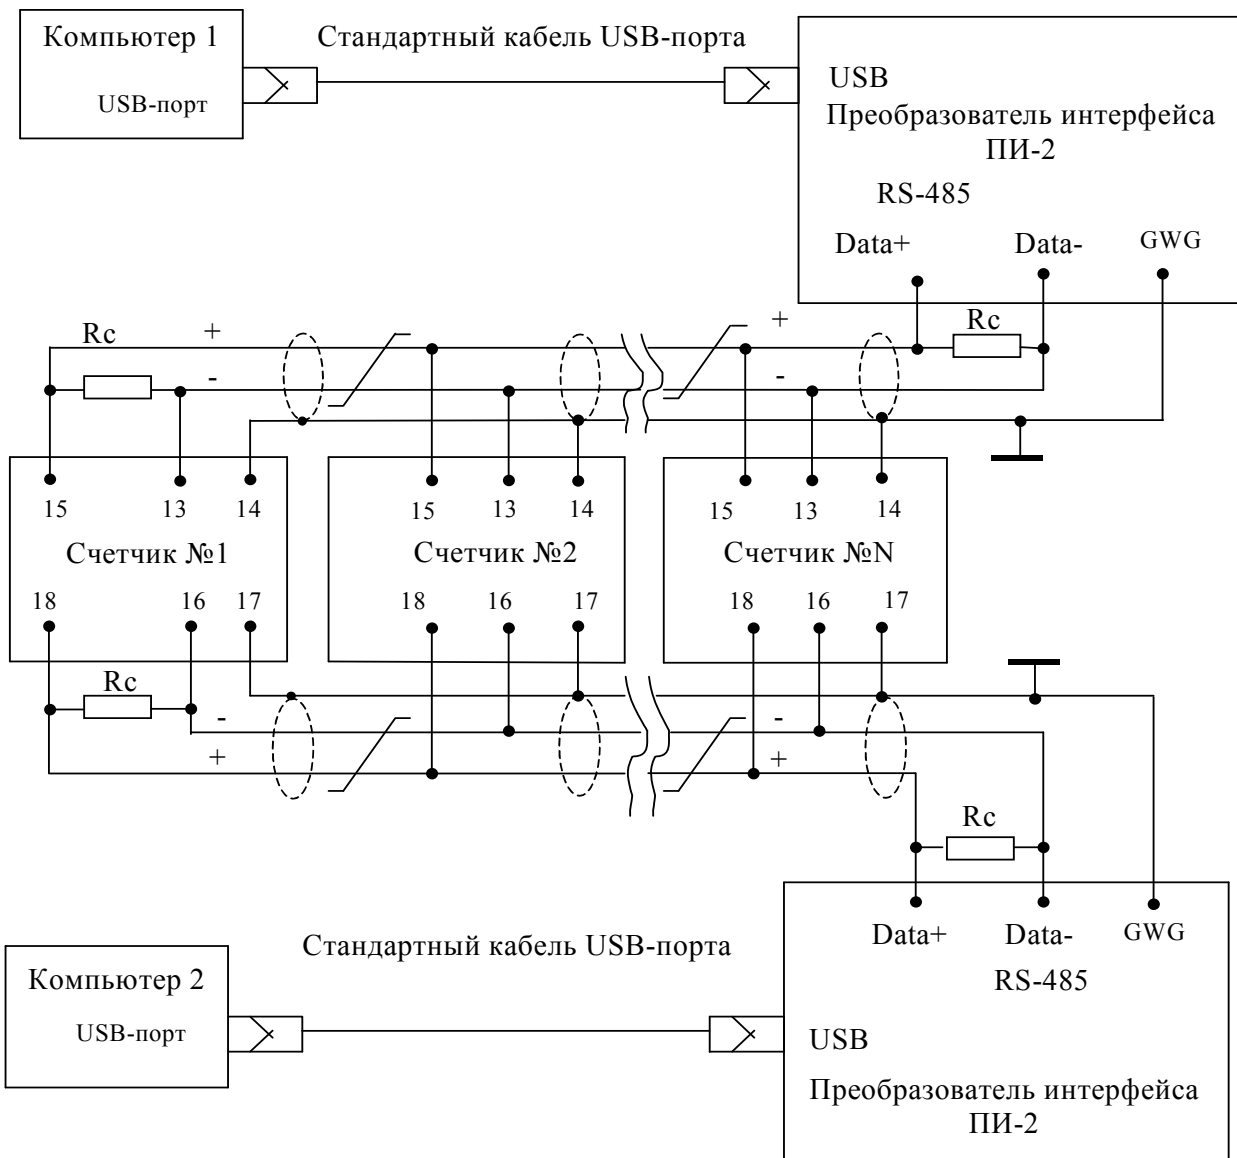 Компьютер 1
USB-порт
Стандартный кабель USB-порта
USB
Преобразователь интерфейса
ПИ-2
RS-485
Data+ Data- GWG
Rc + + Rc
- -
15 13 14 15 13 14 15 13 14
Счетчик №1 Счетчик №2 Счетчик №N
18 16 17 18 16 17 18 16 17
Rc
- -
+ +
Rc
Data+ Data- GWG
RS-485
Стандартный кабель USB-порта
Компьютер 2
USB-порт
USB
Преобразователь интерфейса
ПИ-2